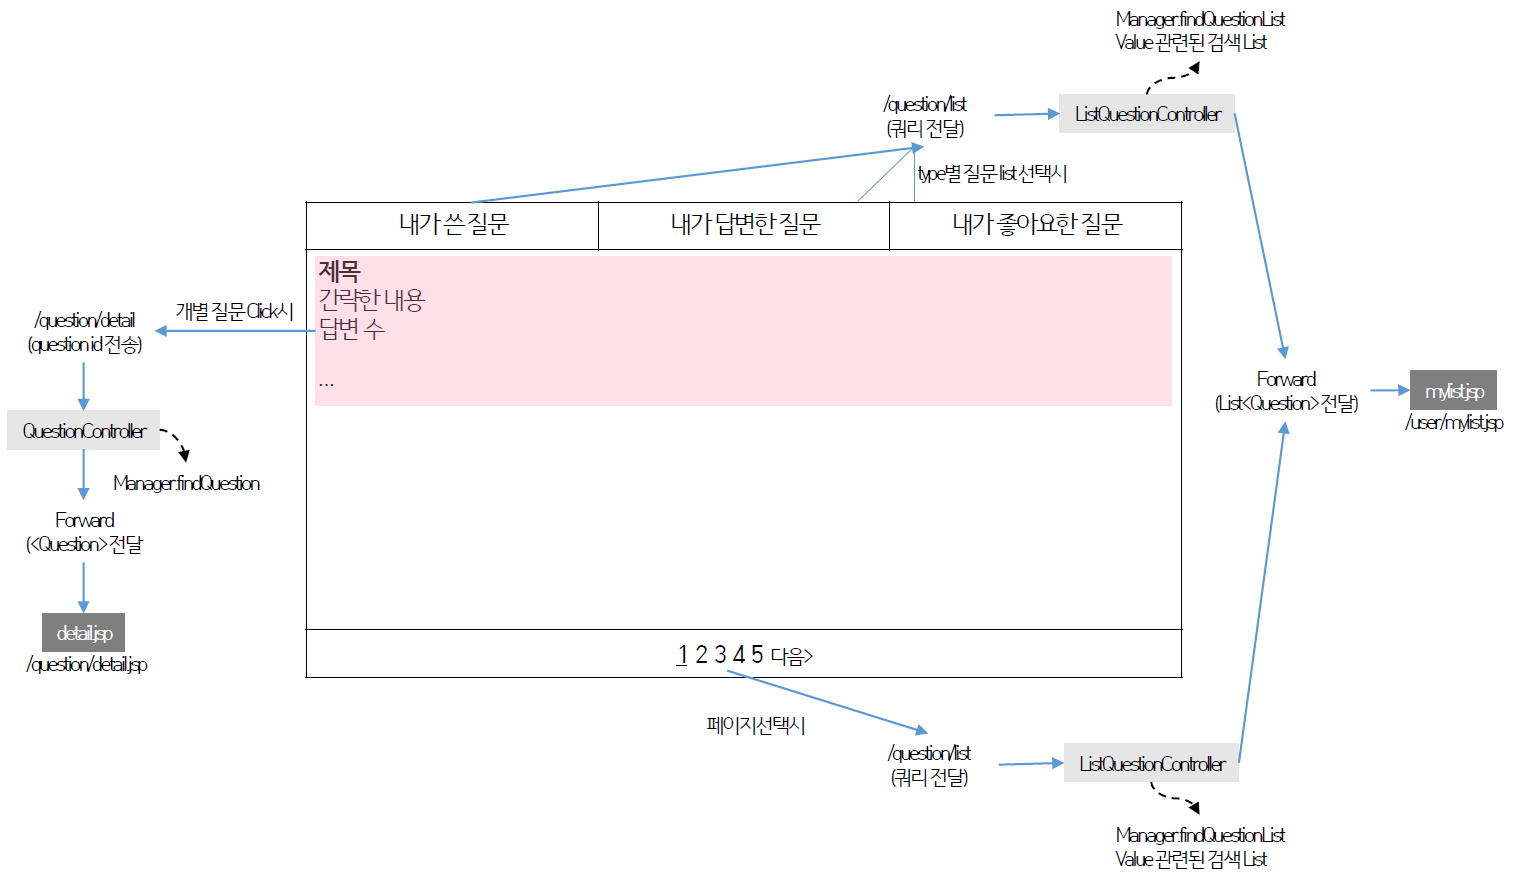 Manager.findQuestionList
Value 관련된 검색 List
/question/list
(쿼리 전달)
ListQuestionController
type별 질문 list 선택시
내가 쓴 질문
내가 답변한 질문
내가 좋아요한 질문
제목
간략한 내용
답변 수
...
개별 질문 Click시
/question/detail
(question id 전송)
QuestionController
Manager.findQuestion
Forward
(<Question> 전달
detail.jsp
/question/detail.jsp
Forward
(List<Question> 전달)
mylist.jsp
/user/mylist.jsp
1 2 3 4 5 다음>
페이지선택시
/question/list
(쿼리 전달)
ListQuestionController
Manager.findQuestionList
Value 관련된 검색 List